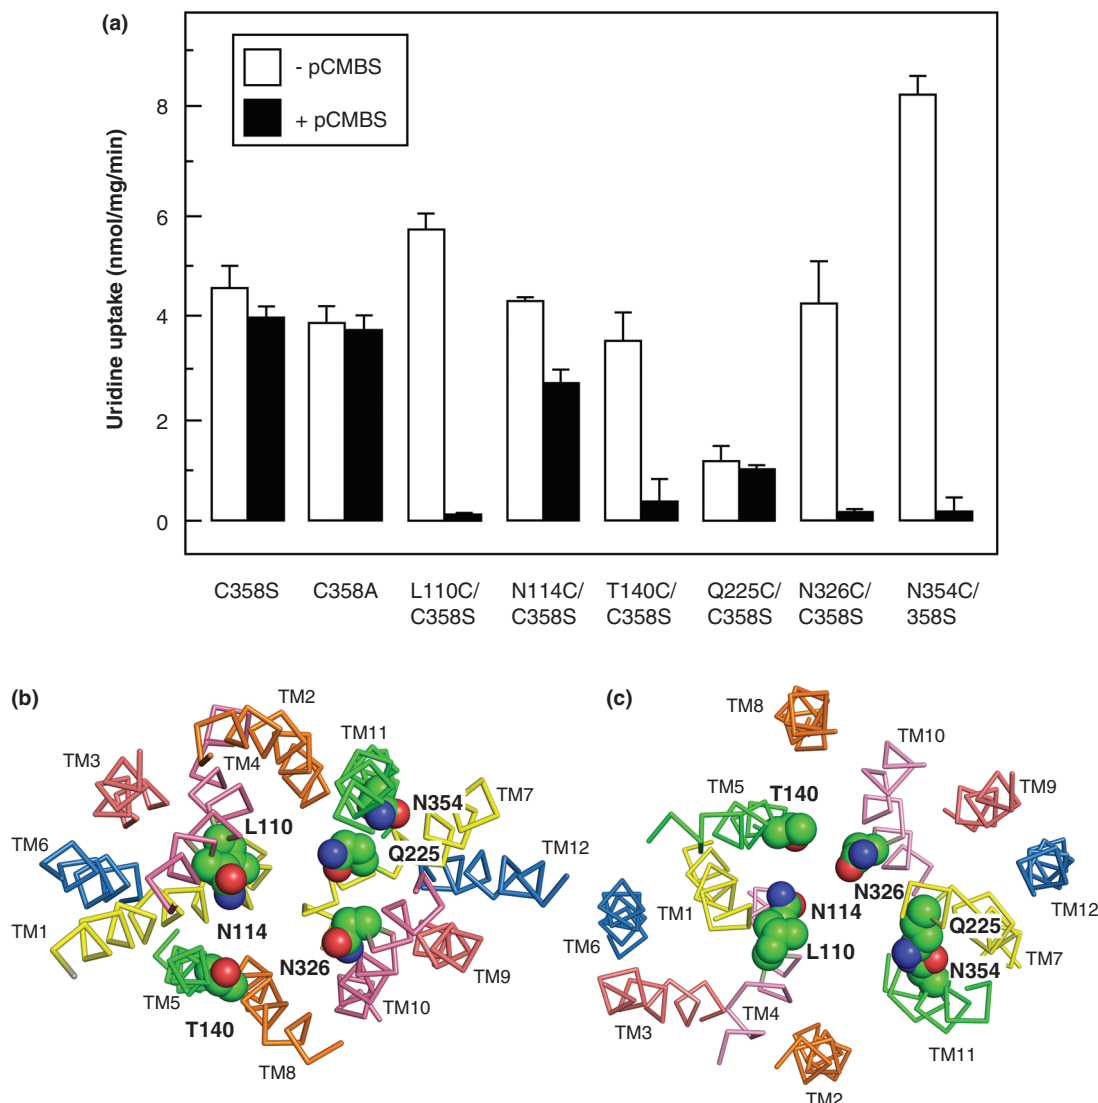 (a)
- pCMBS
+ pCMBS
Uridine uptake (nmol/mg/min)
8
6
4
2
0
C358S
C358A
L110C/
C358S
N114C/
C358S
T140C/
C358S
Q225C/
C358S
N326C/
C358S
N354C/
358S
(b)
TM2
TM11
TM3
TM4
N354
TM7
L110
TM6
Q225
TM12
TM1
N114
N326
TM9
TM5
TM10
T140
TM8
(c)
TM8
TM10
TM5
T140
TM9
N326
TM12
TM1
N114
Q225
TM6
L110
N354
TM7
TM3
TM4
TM11
TM2